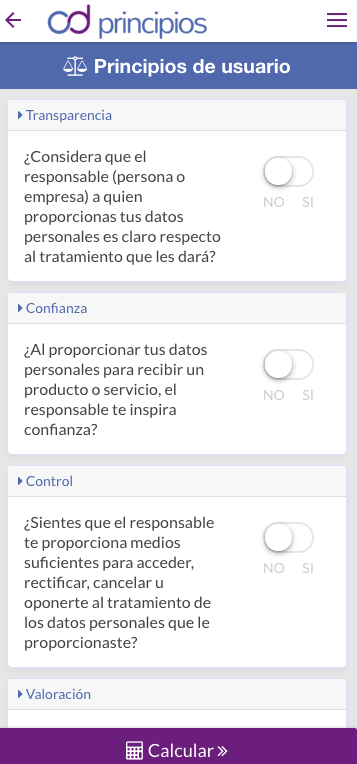 cd principios
Principios de usuario
Transparencia
¿Considera que el
responsable (persona o
empresa) a quien
proporcionas tus datos
personales es claro respecto
al tratamiento que les dará?
NO SI
Confianza
¿Al proporcionar tus datos
personales para recibir un
producto o servicio, el
responsable te inspira
confianza?
NO SI
Control
¿Sientes que el responsable
te proporciona medios
suficientes para acceder,
rectificar, cancelar u
oponerte al tratamiento de
los datos personales que le
proporcionaste?
NO SI
Valoración
Calcular